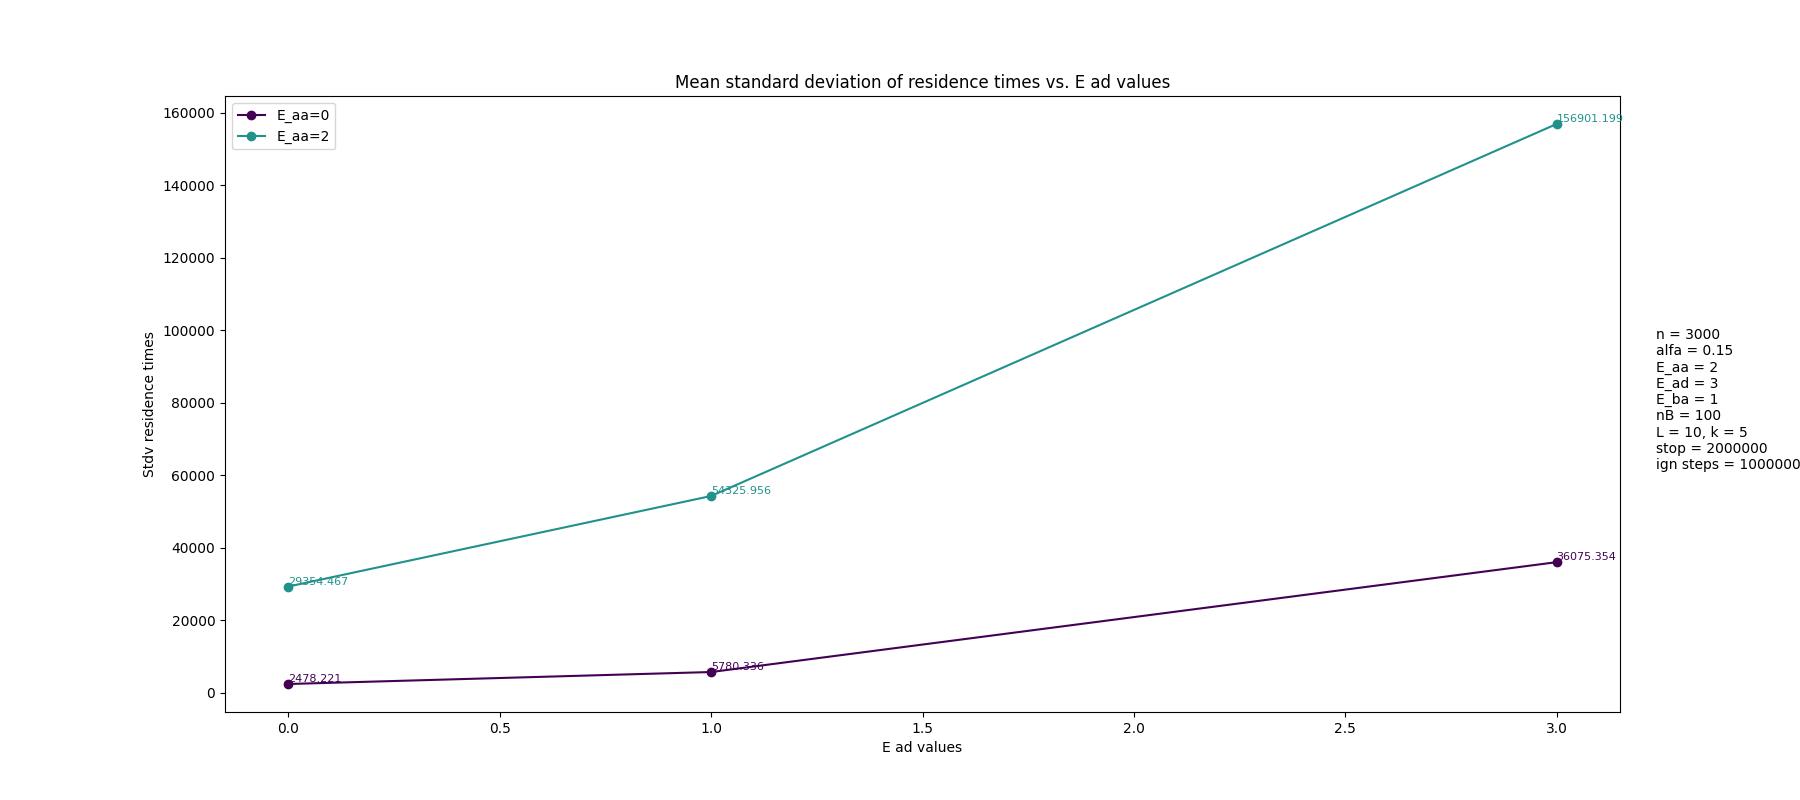 Mean standard deviation of residence times vs. E ad values
E_aa=0
E_aa=2
160000
140000
120000
100000
80000
60000
40000
20000
0
Stdv residence times
156901.199
54325.956
29354.467
36075.354
5780.336
2478.221
0.0
0.5
1.0
1.5
2.0
2.5
3.0
E ad values
n = 3000
alfa = 0.15
E_aa = 2
E_ad = 3
E_ba = 1
nB = 100
L = 10, k = 5
stop = 2000000
ign steps = 1000000